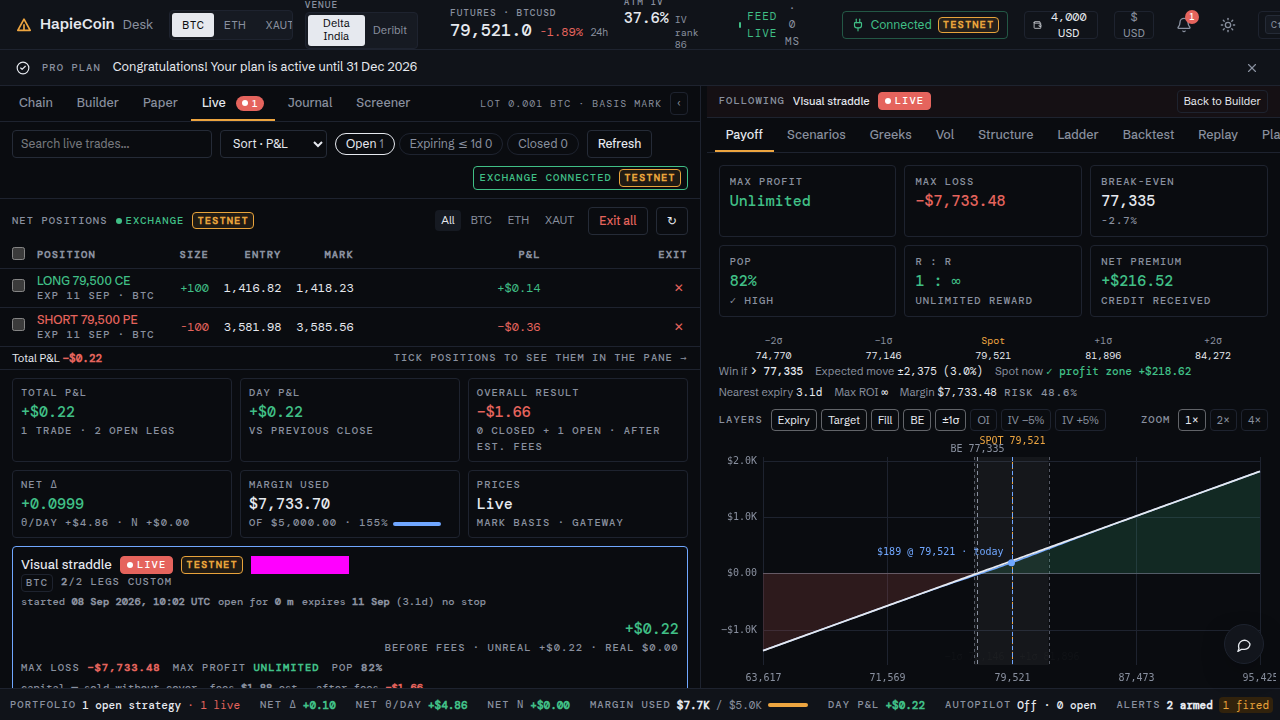 HapieCoin Desk
BTC ETH XAUT
VENUE
Delta India
Deribit
FUTURES · BTCUSD
79,521.0 -1.89% 24h
ATM IV
37.6% IV rank 86
FEED LIVE · 0 MS
Connected TESTNET
4,000 USD
$ USD
1
PRO PLAN Congratulations! Your plan is active until 31 Dec 2026
Chain Builder Paper Live 1 Journal Screener
LOT 0.001 BTC · BASIS MARK ‹
Search live trades... Sort · P&L Open 1 Expiring ≤ 1d 0 Closed 0 Refresh
EXCHANGE CONNECTED TESTNET
NET POSITIONS EXCHANGE TESTNET All BTC ETH XAUT Exit all ↻
POSITION SIZE ENTRY MARK P&L EXIT
LONG 79,500 CE +100 1,416.82 1,418.23 +$0.14 ×
EXP 11 SEP · BTC
SHORT 79,500 PE -100 3,581.98 3,585.56 −$0.36 ×
EXP 11 SEP · BTC
Total P&L −$0.22 TICK POSITIONS TO SEE THEM IN THE PANE →
TOTAL P&L
+$0.22
1 TRADE · 2 OPEN LEGS
DAY P&L
+$0.22
VS PREVIOUS CLOSE
OVERALL RESULT
−$1.66
0 CLOSED + 1 OPEN · AFTER
EST. FEES
NET Δ
+0.0999
Θ/DAY +$4.86 · N +$0.00
MARGIN USED
$7,733.70
OF $5,000.00 · 155%
PRICES
Live
MARK BASIS · GATEWAY
Visual straddle LIVE TESTNET
BTC 2/2 LEGS CUSTOM
started 08 Sep 2026, 10:02 UTC open for 0 m expires 11 Sep (3.1d) no stop
+$0.22
BEFORE FEES · UNREAL +$0.22 · REAL $0.00
MAX LOSS −$7,733.48 MAX PROFIT UNLIMITED POP 82%
FOLLOWING Visual straddle LIVE Back to Builder
Payoff Scenarios Greeks Vol Structure Ladder Backtest Replay Pla
MAX PROFIT
Unlimited
MAX LOSS
−$7,733.48
BREAK-EVEN
77,335
-2.7%
POP
82%
✓ HIGH
R : R
1 : ∞
UNLIMITED REWARD
NET PREMIUM
+$216.52
CREDIT RECEIVED
−2σ −1σ Spot +1σ +2σ
74,770 77,146 79,521 81,896 84,272
Win if › 77,335 Expected move ±2,375 (3.0%) Spot now ✓ profit zone +$218.62
Nearest expiry 3.1d Max ROI ∞ Margin $7,733.48 RISK 48.6%
LAYERS Expiry Target Fill BE ±1σ OI IV −5% IV +5% ZOOM 1× 2× 4×
SPOT 79,521
BE 77,335
$2.0K
$1.0K
$189 @ 79,521 · today
$0.00
−$1.0K
63,617 71,569 79,521 87,473 95,425
PORTFOLIO 1 open strategy · 1 live NET Δ +0.10 NET Θ/DAY +$4.86 NET N +$0.00 MARGIN USED $7.7K / $5.0K DAY P&L +$0.22 AUTOPILOT Off · 0 open ALERTS 2 armed 1 fired